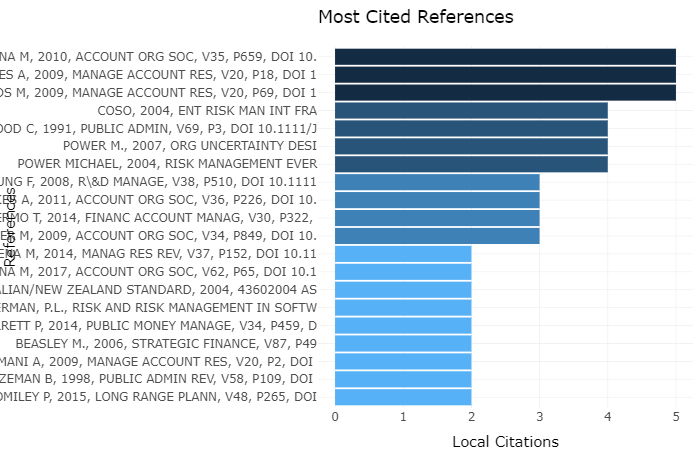 Most Cited References
NA M, 2010, ACCOUNT ORG SOC, V35, P659, DOI 10.
ES A, 2009, MANAGE ACCOUNT RES, V20, P18, DOI 1
OS M, 2009, MANAGE ACCOUNT RES, V20, P69, DOI 1
COSO, 2004, ENT RISK MAN INT FRA
OOD C, 1991, PUBLIC ADMIN, V69, P3, DOI 10.1111/J
POWER M., 2007, ORG UNCERTAINTY DESI
POWER MICHAEL, 2004, RISK MANAGEMENT EVER
UNG F, 2008, R\&D MANAGE, V38, P510, DOI 10.1111
A, 2011, ACCOUNT ORG SOC, V36, P226, DOI 10.
RMO T, 2014, FINANC ACCOUNT MANAG, V30, P322,
M, 2009, ACCOUNT ORG SOC, V34, P849, DOI 10.
ENA M, 2014, MANAG RES REV, V37, P152, DOI 10.11
NA M, 2017, ACCOUNT ORG SOC, V62, P65, DOI 10.1
ALIAN/NEW ZEALAND STANDARD, 2004, 43602004 AS
ERMAN, P.L., RISK AND RISK MANAGEMENT IN SOFTW
RETT P, 2014, PUBLIC MONEY MANAGE, V34, P459, D
BEASLEY M., 2006, STRATEGIC FINANCE, V87, P49
MANI A, 2009, MANAGE ACCOUNT RES, V20, P2, DOI
ZEMAN B, 1998, PUBLIC ADMIN REV, V58, P109, DOI
OMILEY P, 2015, LONG RANGE PLANN, V48, P265, DOI
References
0 1 2 3 4 5
Local Citations